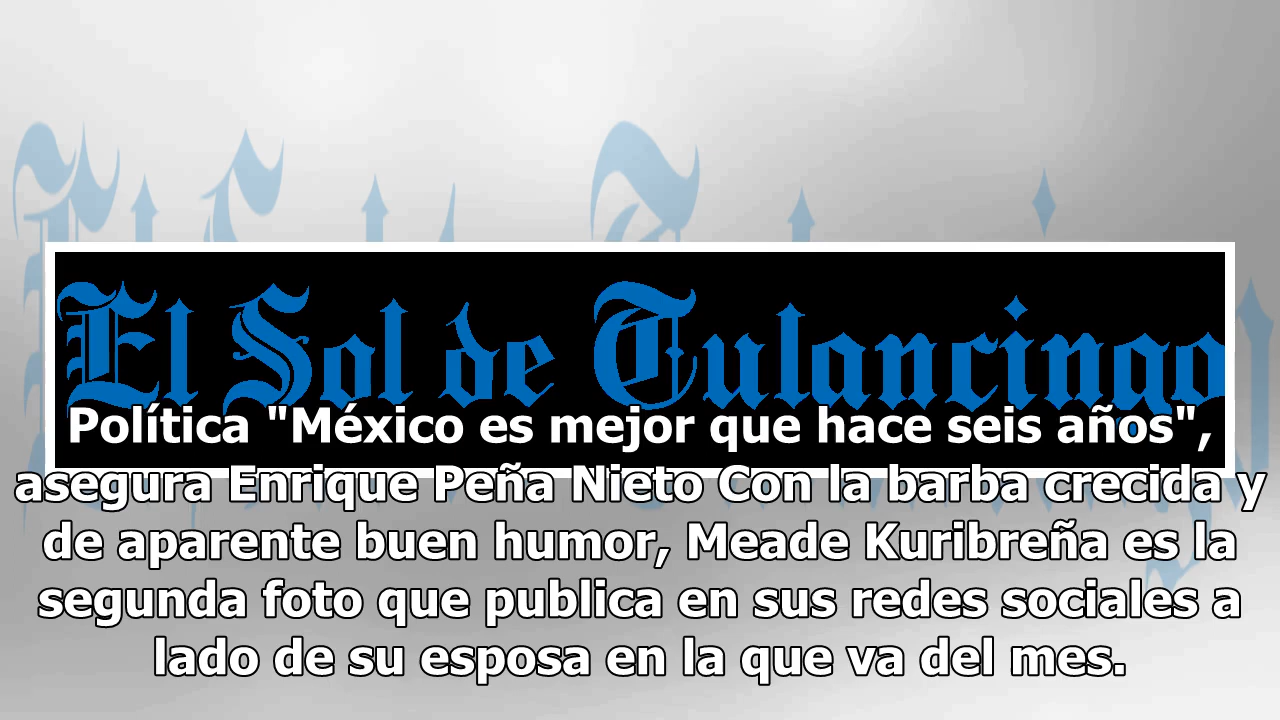 El Sol de Tulancingo
Política "México es mejor que hace seis años",
asegura Enrique Peña Nieto Con la barba crecida y
de aparente buen humor, Meade Kuribreña es la
segunda foto que publica en sus redes sociales a
lado de su esposa en la que va del mes.